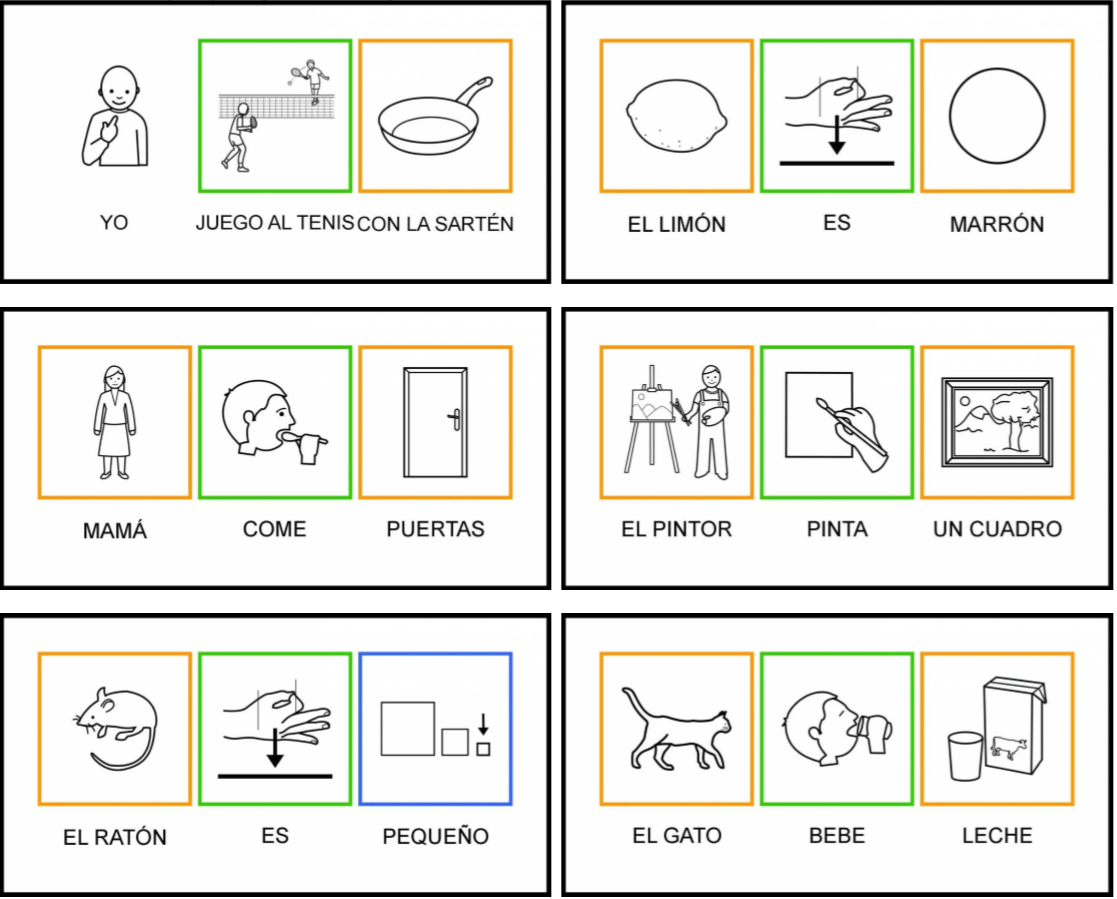 YO JUEGO AL TENIS CON LA SARTÉN
EL LIMÓN ES MARRÓN
MAMÁ COME PUERTAS
EL PINTOR PINTA UN CUADRO
EL RATÓN ES PEQUEÑO
EL GATO BEBE LECHE